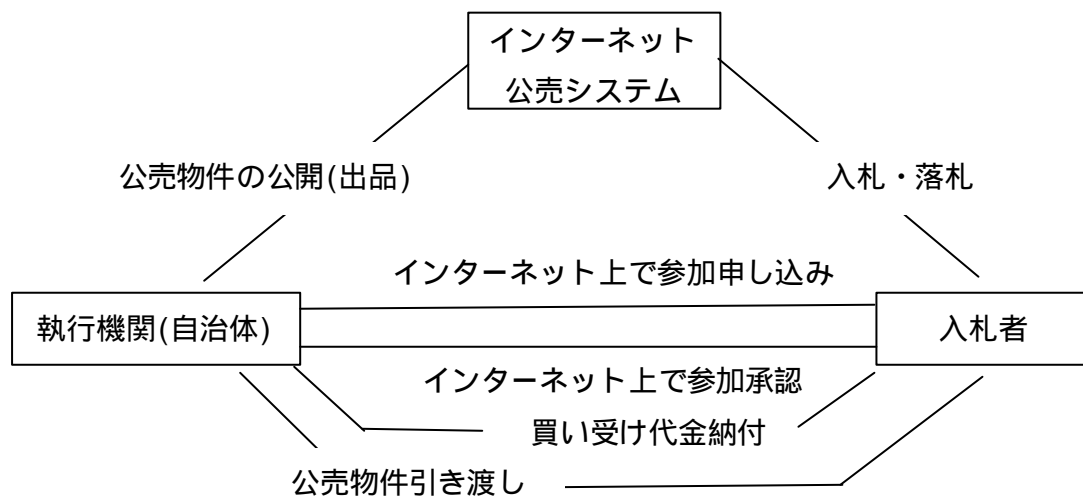 インターネット
公売システム
公売物件の公開(出品)
入札・落札
インターネット上で参加申し込み
執行機関(自治体)
入札者
インターネット上で参加承認
買い受け代金納付
公売物件引き渡し